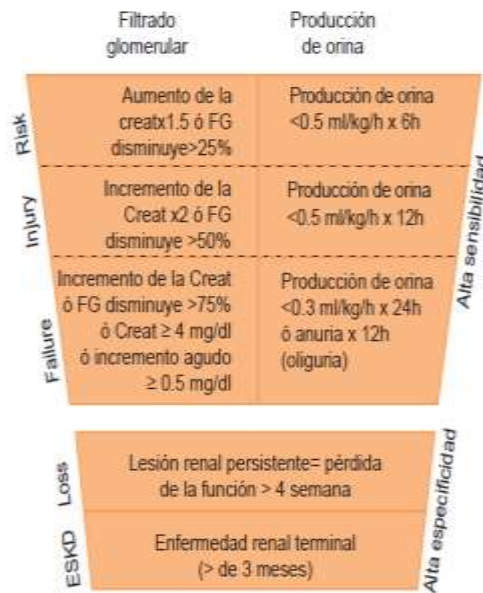 Filtrado
glomerular
Producción
de orina
Risk
Aumento de la
creatx1.5 ó FG
disminuye>25%
Producción de orina
<0.5 ml/kg/h x 6h
Injury
Incremento de la
Creat x2 ó FG
disminuye >50%
Producción de orina
<0.5 ml/kg/h x 12h
Failure
Incremento de la Creat
ó FG disminuye >75%
ó Creat ≥ 4 mg/dl
ó incremento agudo
≥ 0.5 mg/dl
Producción de orina
<0.3 ml/kg/h x 24h
ó anuria x 12h
(oliguria)
Alta sensibilidad
Loss
Lesión renal persistente= pérdida
de la función > 4 semana
ESKD
Enfermedad renal terminal
(> de 3 meses)
Alta especificidad